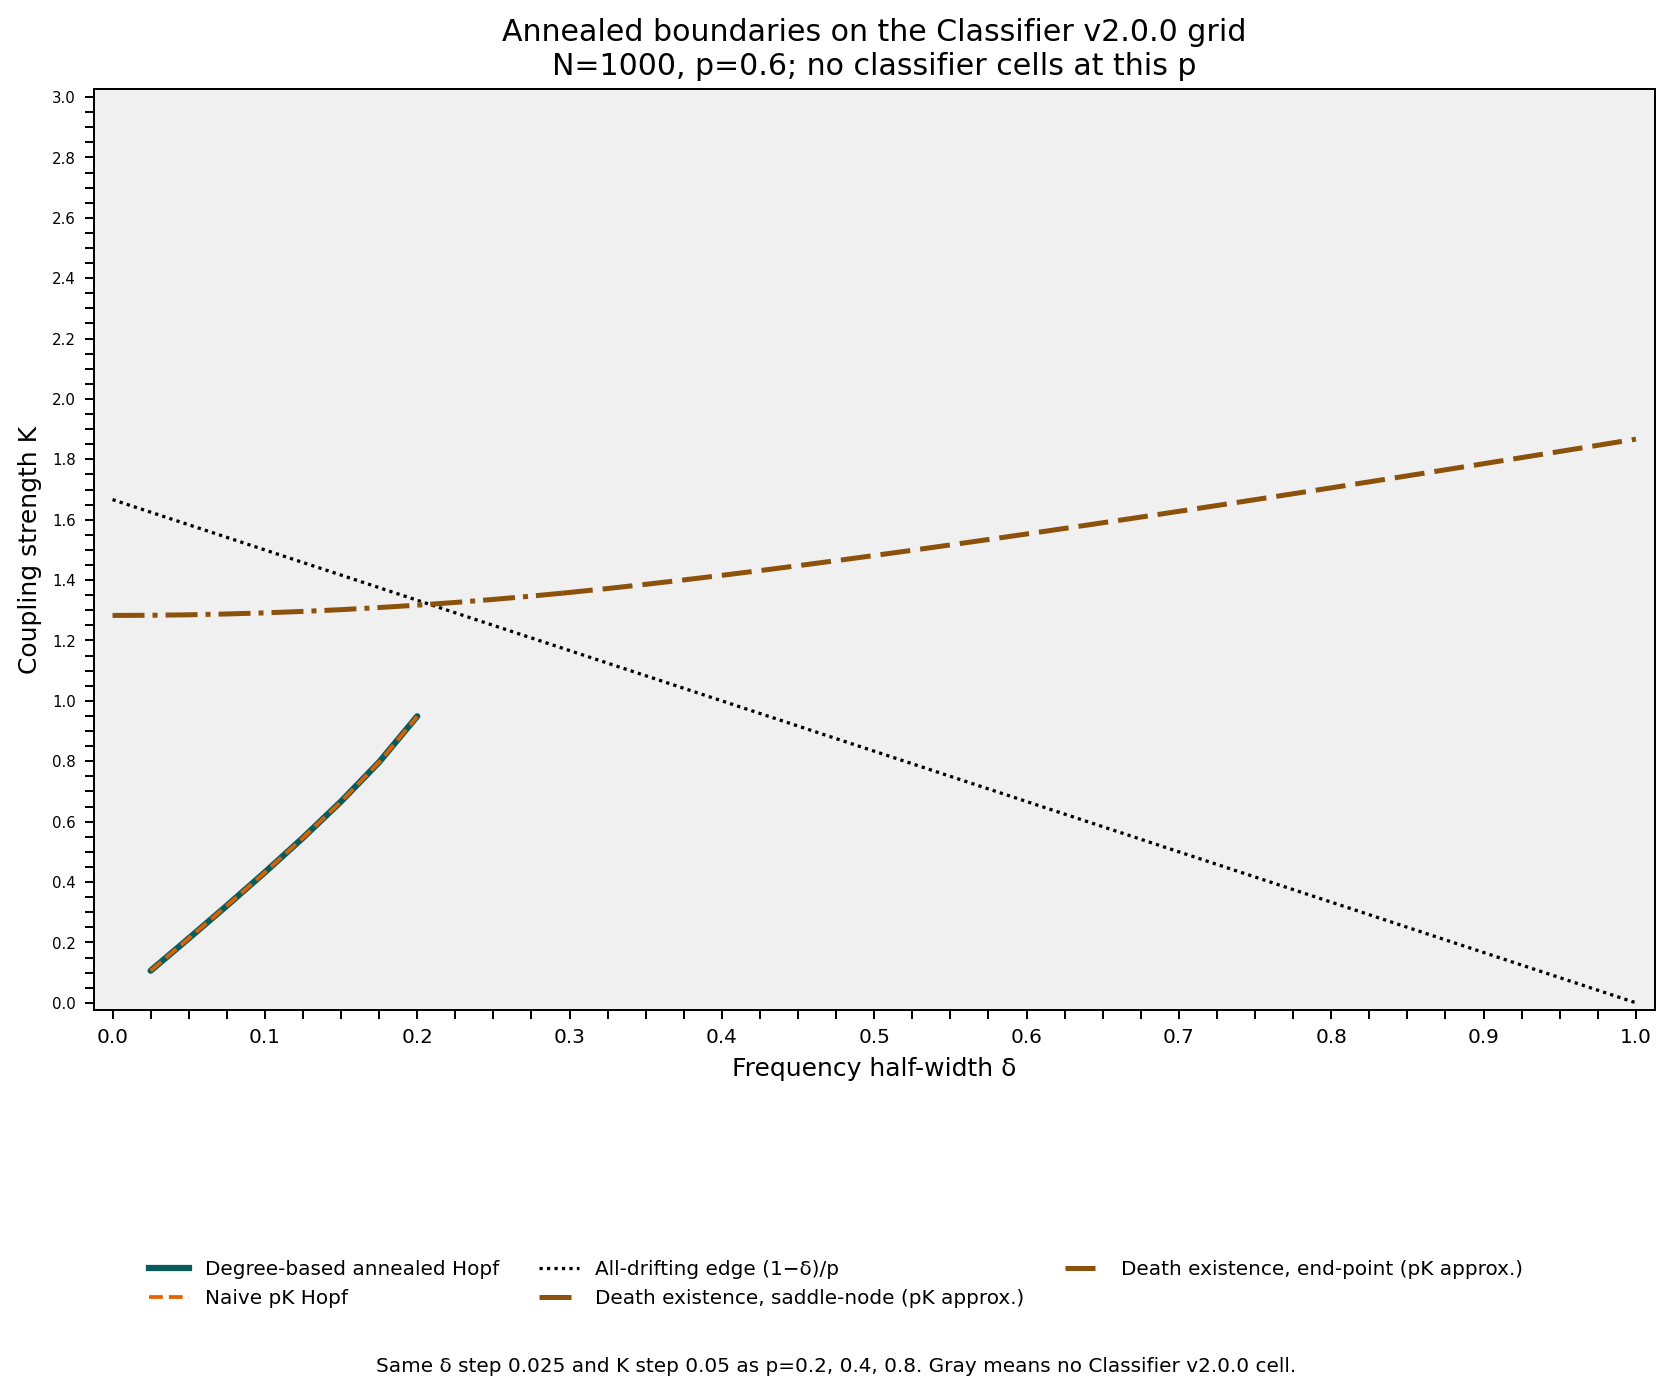 Annealed boundaries on the Classifier v2.0.0 grid
N=1000, p=0.6; no classifier cells at this p
3.0
2.8
2.6
2.4
2.2
2.0
1.8
1.6
1.4
1.2
1.0
0.8
0.6
0.4
0.2
0.0
Coupling strength K
0.0 0.1 0.2 0.3 0.4 0.5 0.6 0.7 0.8 0.9 1.0
Frequency half-width δ
Degree-based annealed Hopf
Naive pK Hopf
All-drifting edge (1−δ)/p
Death existence, saddle-node (pK approx.)
Death existence, end-point (pK approx.)
Same δ step 0.025 and K step 0.05 as p=0.2, 0.4, 0.8. Gray means no Classifier v2.0.0 cell.